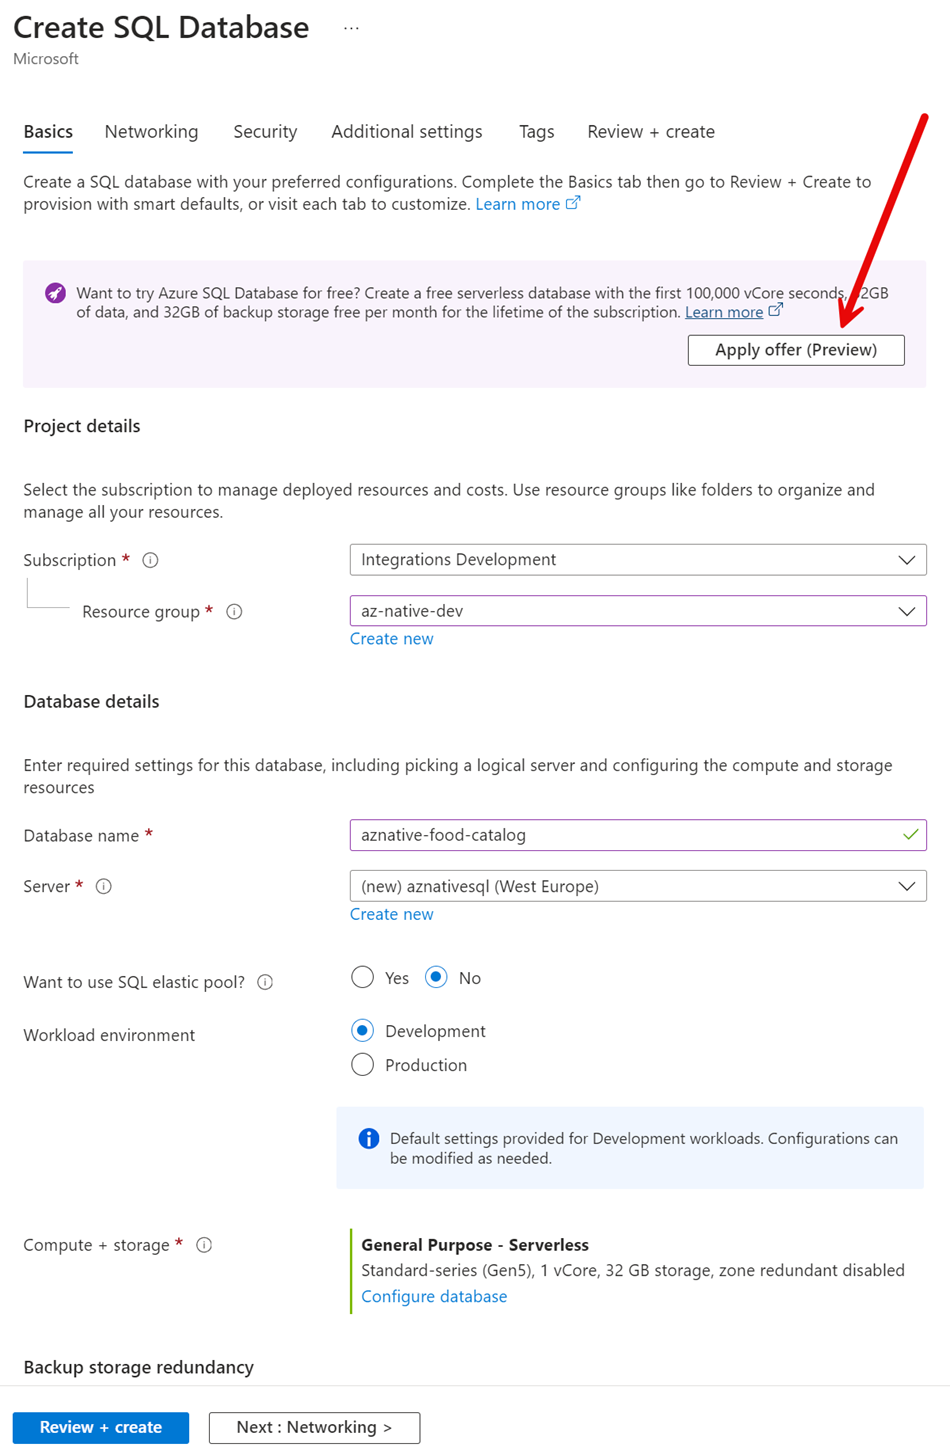 Create SQL Database ...
Microsoft
Basics Networking Security Additional settings Tags Review + create
Create a SQL database with your preferred configurations. Complete the Basics tab then go to Review + Create to
provision with smart defaults, or visit each tab to customize. Learn more
Want to try Azure SQL Database for free? Create a free serverless database with the first 100,000 vCore seconds, 32GB
of data, and 32GB of backup storage free per month for the lifetime of the subscription. Learn more
Apply offer (Preview)
Project details
Select the subscription to manage deployed resources and costs. Use resource groups like folders to organize and
manage all your resources.
Subscription * Integrations Development
Resource group * az-native-dev
Create new
Database details
Enter required settings for this database, including picking a logical server and configuring the compute and storage
resources
Database name * aznative-food-catalog
Server * (new) aznativesql (West Europe)
Create new
Want to use SQL elastic pool? Yes No
Workload environment Development
Production
Default settings provided for Development workloads. Configurations can
be modified as needed.
Compute + storage * General Purpose - Serverless
Standard-series (Gen5), 1 vCore, 32 GB storage, zone redundant disabled
Configure database
Backup storage redundancy
Review + create Next : Networking >